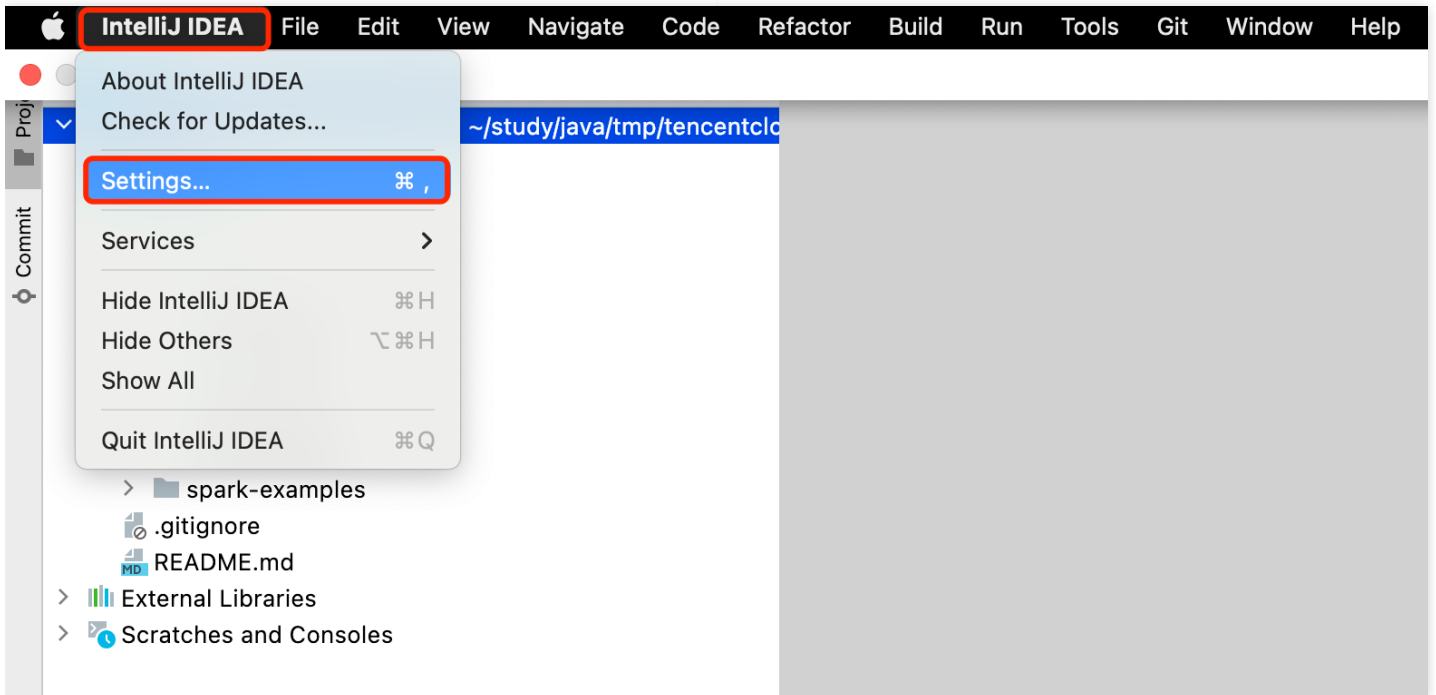 IntelliJ IDEA File Edit View Navigate Code Refactor Build Run Tools Git Window Help
About IntelliJ IDEA
Check for Updates...
~/study/java/tmp/tencentclo
Settings... ⌘ ,
Services
Hide IntelliJ IDEA ⌘H
Hide Others ⌥⌘H
Show All
Quit IntelliJ IDEA ⌘Q
spark-examples
.gitignore
MD README.md
External Libraries
Scratches and Consoles
Proje
Commit